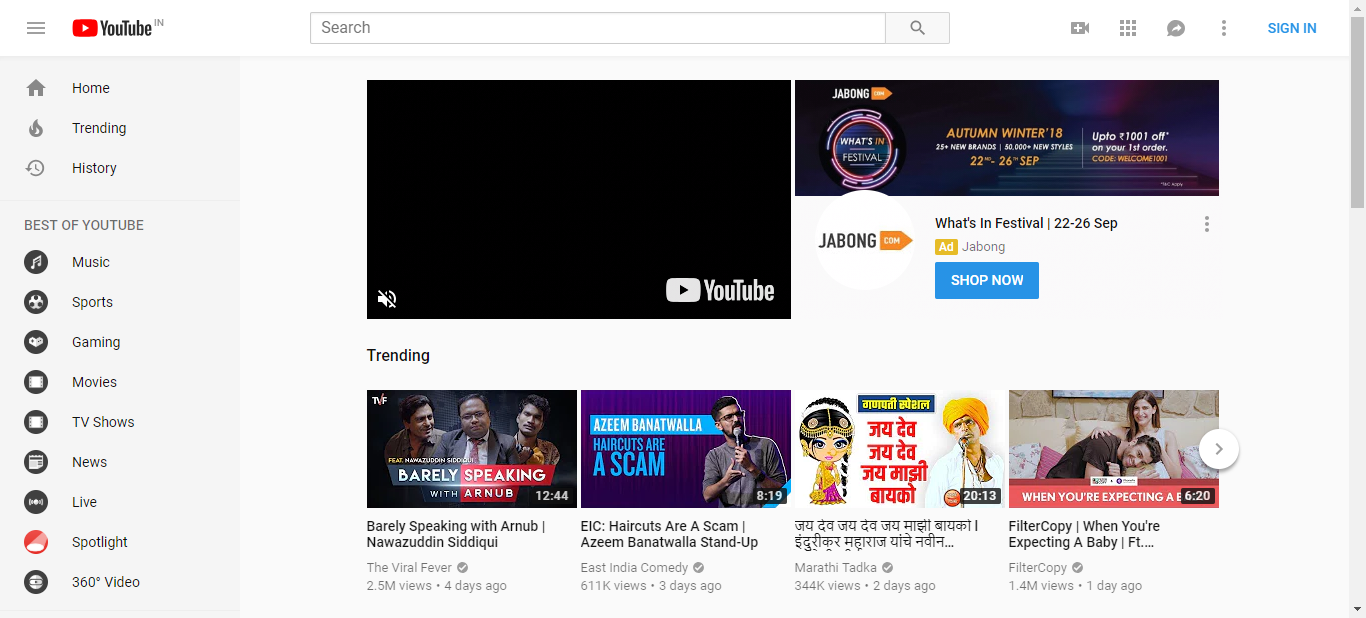 YouTube IN
Search
SIGN IN
Home
Trending
History
BEST OF YOUTUBE
Music
Sports
Gaming
Movies
TV Shows
News
Live
Spotlight
360° Video
YouTube
JABONG COM
WHAT'S IN
FESTIVAL
AUTUMN WINTER'18
25+ NEW BRANDS | 50,000+ NEW STYLES
22ND- 26TH SEP
Upto ₹1001 off*
on your 1st order.
CODE: WELCOME1001
*T&C Apply
JABONG COM
What's In Festival | 22-26 Sep
Ad Jabong
SHOP NOW
Trending
TVF
FEAT. NAWAZUDDIN SIDDIQUI
BARELY SPEAKING
WITH ARNUB
12:44
Barely Speaking with Arnub |
Nawazuddin Siddiqui
The Viral Fever
2.5M views • 4 days ago
AZEEM BANATWALLA
HAIRCUTS ARE
A SCAM
8:19
EIC: Haircuts Are A Scam |
Azeem Banatwalla Stand-Up
East India Comedy
611K views • 3 days ago
गणपती स्पेशल
जय देव
जय देव
जय माझी
बायको
20:13
जय देव जय देव जय माझी बायको |
इंदुरीकर महाराज यांचे नवीन...
Marathi Tadka
344K views • 2 days ago
WHEN YOU'RE EXPECTING A
6:20
FilterCopy | When You're
Expecting A Baby | Ft....
FilterCopy
1.4M views • 1 day ago